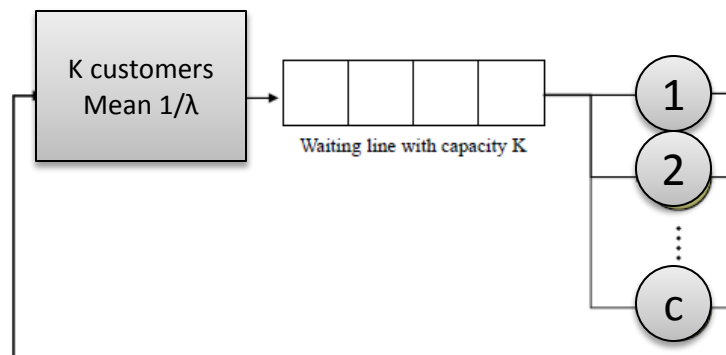 K customers
Mean 1/λ
Waiting line with capacity K
1
2
c